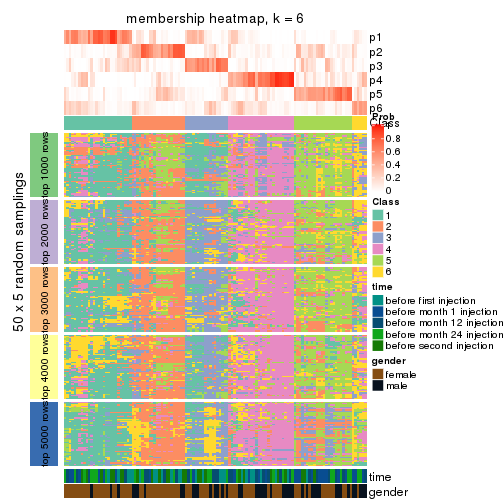 membership heatmap, k = 6
p1
p2
p3
p4
p5
p6
Prob
Class
1
0.8
0.6
0.4
0.2
0
Class
1
2
3
4
5
6
time
before first injection
before month 1 injection
before month 12 injection
before month 24 injection
before second injection
gender
female
male
50 x 5 random samplings
top 1000 rows
top 2000 rows
top 3000 rows
top 4000 rows
top 5000 rows
time
gender